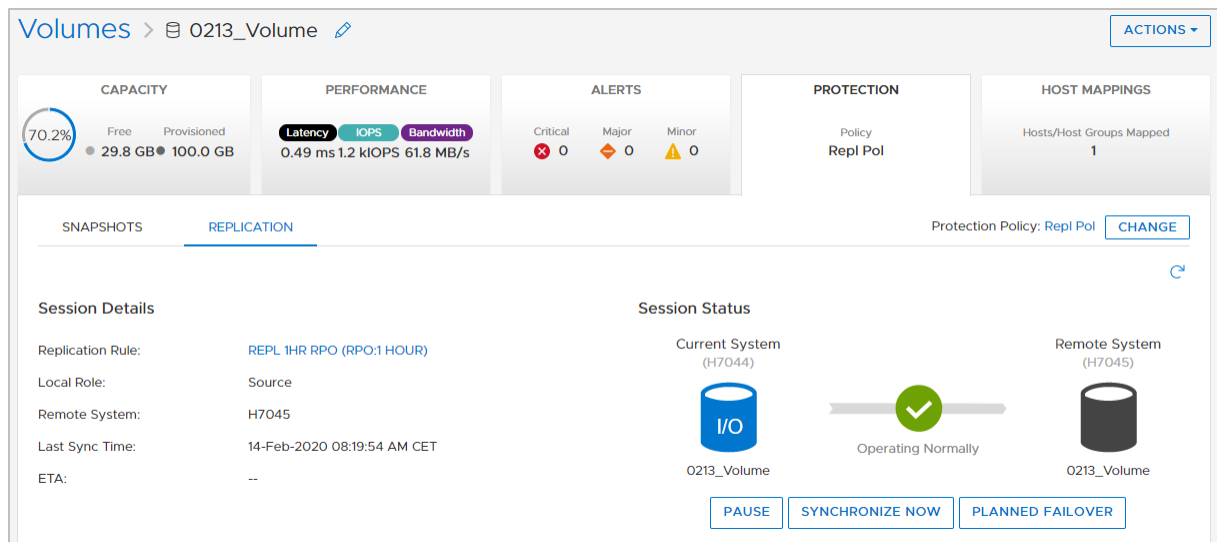 Volumes > 0213_Volume
ACTIONS
CAPACITY
70.2%
Free Provisioned
29.8 GB 100.0 GB
PERFORMANCE
Latency IOPS Bandwidth
0.49 ms 1.2 kIOPS 61.8 MB/s
ALERTS
Critical Major Minor
0 0 0
PROTECTION
Policy
Repl Pol
HOST MAPPINGS
Hosts/Host Groups Mapped
1
SNAPSHOTS REPLICATION
Protection Policy: Repl Pol CHANGE
Session Details
Replication Rule: REPL 1HR RPO (RPO:1 HOUR)
Local Role: Source
Remote System: H7045
Last Sync Time: 14-Feb-2020 08:19:54 AM CET
ETA: --
Session Status
Current System
(H7044)
I/O
0213_Volume
Operating Normally
Remote System
(H7045)
0213_Volume
PAUSE SYNCHRONIZE NOW PLANNED FAILOVER